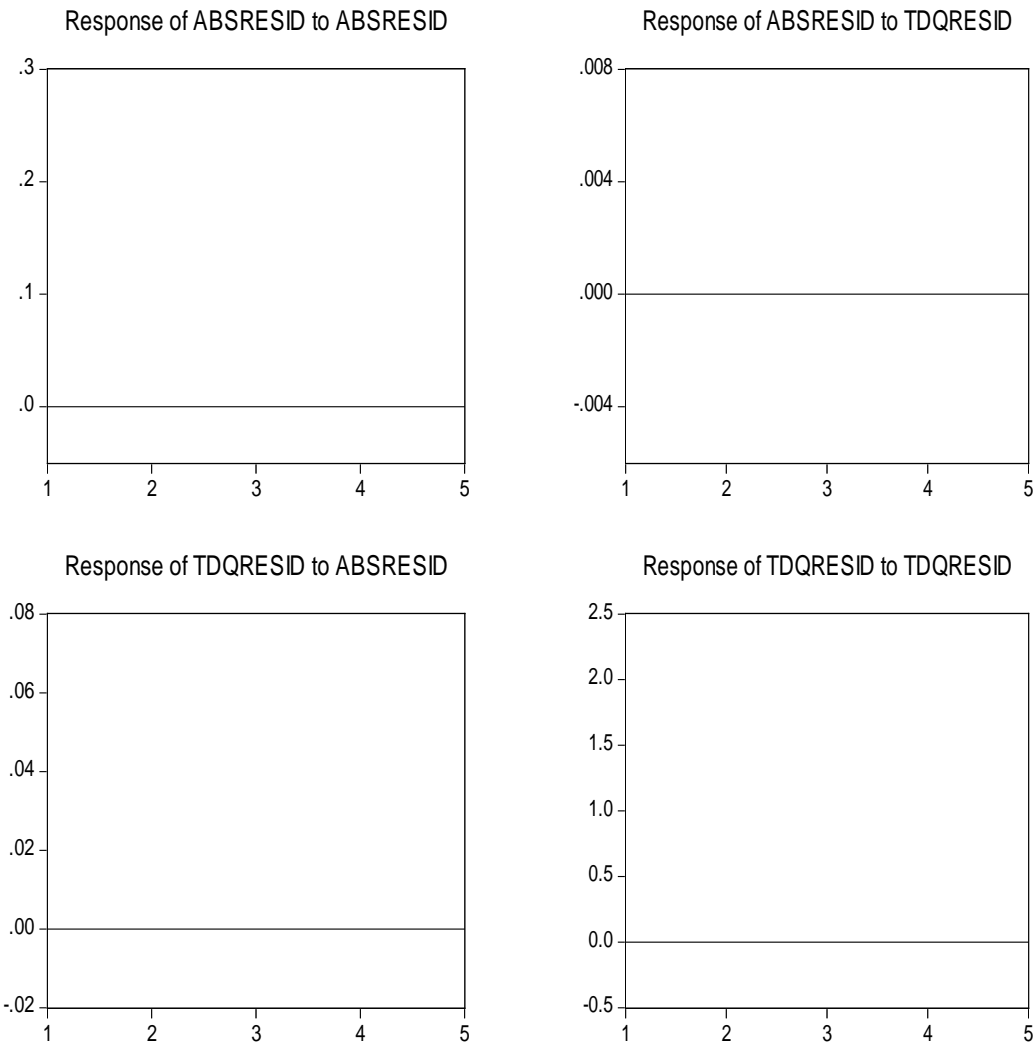 Response of ABSRESID to ABSRESID
.3
.2
.1
.0
1 2 3 4 5
Response of ABSRESID to TDQRESID
.008
.004
.000
-.004
1 2 3 4 5
Response of TDQRESID to ABSRESID
.08
.06
.04
.02
.00
-.02
1 2 3 4 5
Response of TDQRESID to TDQRESID
2.5
2.0
1.5
1.0
0.5
0.0
-0.5
1 2 3 4 5